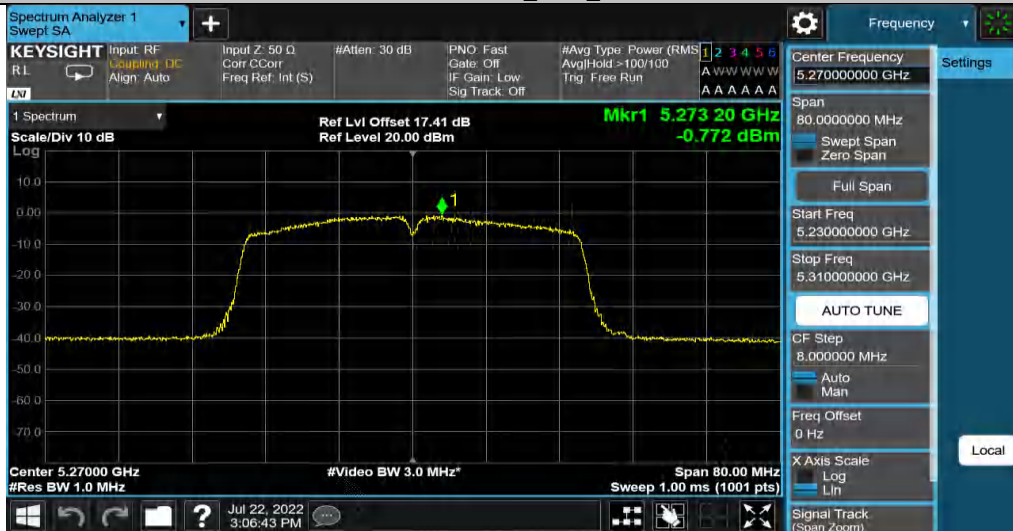 Spectrum Analyzer 1
Swept SA
Frequency
KEYSIGHT
RL
LXI
Input: RF
Coupling: DC
Align: Auto
Input Z: 50 Ω
Corr CCorr
Freq Ref: Int (S)
#Atten: 30 dB
PNO: Fast
Gate: Off
IF Gain: Low
Sig Track: Off
#Avg Type: Power (RMS
Avg|Hold >100/100
Trig: Free Run
1 2 3 4 5 6
A W W W W W
A A A A A A
1 Spectrum
Scale/Div 10 dB
Log
Ref Lvl Offset 17.41 dB
Ref Level 20.00 dBm
Mkr1 5.273 20 GHz
-0.772 dBm
1
10.0
0.00
-10.0
-20.0
-30.0
-40.0
-50.0
-60.0
-70.0
Center 5.27000 GHz
#Res BW 1.0 MHz
#Video BW 3.0 MHz*
Span 80.00 MHz
Sweep 1.00 ms (1001 pts)
Jul 22, 2022
3:06:43 PM
Center Frequency
5.270000000 GHz
Settings
Span
80.0000000 MHz
Swept Span
Zero Span
Full Span
Start Freq
5.230000000 GHz
Stop Freq
5.310000000 GHz
AUTO TUNE
CF Step
8.000000 MHz
Auto
Man
Freq Offset
0 Hz
X Axis Scale
Log
Lin
Local
Signal Track
(Span Zoom)